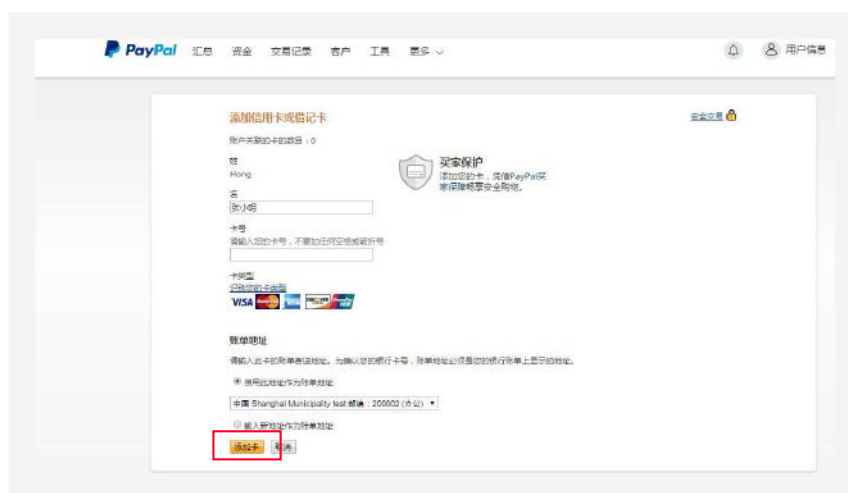 PayPal 汇总 资金 交易记录 客户 工具 更多 用户信息
添加信用卡或借记卡 安全交易
账户关联的卡的数目：0
姓
Hong
买家保护
添加您的卡，凭借PayPal买
家保障畅享安全购物。
名
张小明
卡号
请输入您的卡号，不要加任何空格或破折号
卡类型
识别您的卡类型
VISA
账单地址
请输入此卡的账单寄送地址。为确认您的银行卡号，账单地址必须是您的银行账单上显示的地址。
使用此地址作为账单地址
中国 Shanghai Municipality test 邮编：200002 (办公)
输入新地址作为账单地址
添加卡 取消